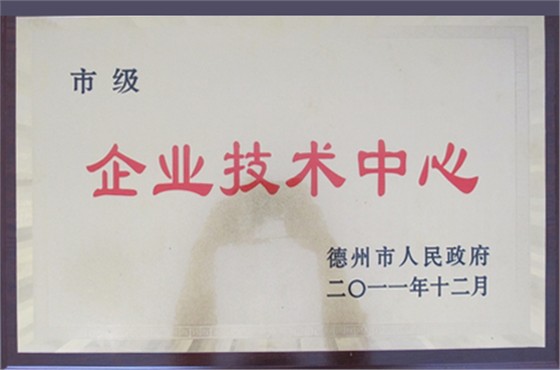 市级
企业技术中心
德州市人民政府
二〇一一年十二月